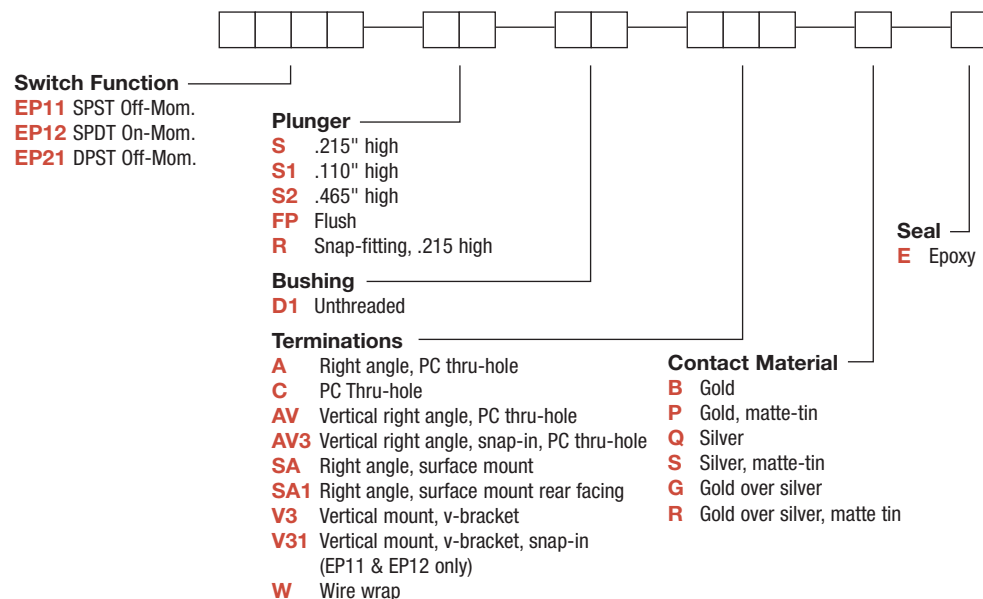 Switch Function
EP11 SPST Off-Mom.
EP12 SPDT On-Mom.
EP21 DPST Off-Mom.
Plunger
S .215" high
S1 .110" high
S2 .465" high
FP Flush
R Snap-fitting, .215 high
Bushing
D1 Unthreaded
Terminations
A Right angle, PC thru-hole
C PC Thru-hole
AV Vertical right angle, PC thru-hole
AV3 Vertical right angle, snap-in, PC thru-hole
SA Right angle, surface mount
SA1 Right angle, surface mount rear facing
V3 Vertical mount, v-bracket
V31 Vertical mount, v-bracket, snap-in
(EP11 & EP12 only)
W Wire wrap
Contact Material
B Gold
P Gold, matte-tin
Q Silver
S Silver, matte-tin
G Gold over silver
R Gold over silver, matte tin
Seal
E Epoxy